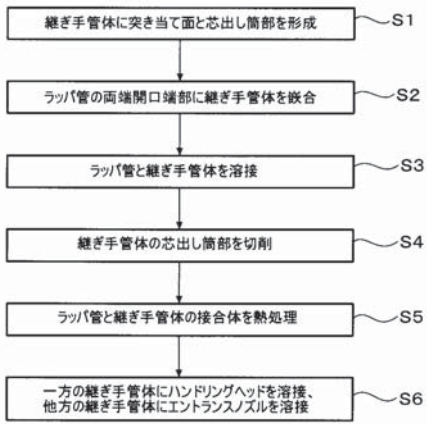 継ぎ手管体に突き当て面と芯出し筒部を形成
S1
ラッパ管の両端開口端部に継ぎ手管体を嵌合
S2
ラッパ管と継ぎ手管体を溶接
S3
継ぎ手管体の芯出し筒部を切削
S4
ラッパ管と継ぎ手管体の接合体を熱処理
S5
一方の継ぎ手管体にハンドリングヘッドを溶接、
他方の継ぎ手管体にエントランスノズルを溶接
S6